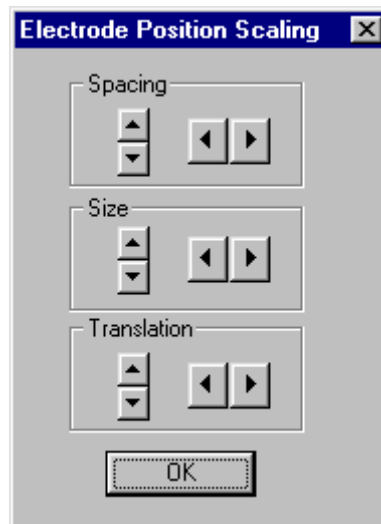 Electrode Position Scaling
Spacing
Size
Translation
OK